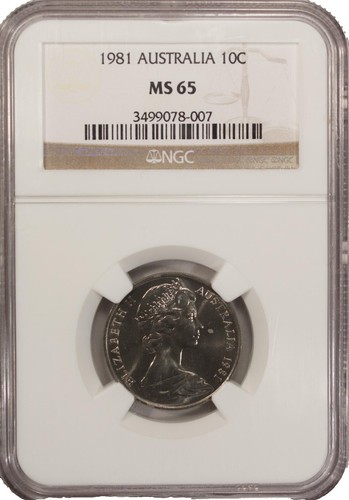 1981 AUSTRALIA 10C
MS 65
3499078-007
NGC
ELIZABETH II
AUSTRALIA 1981